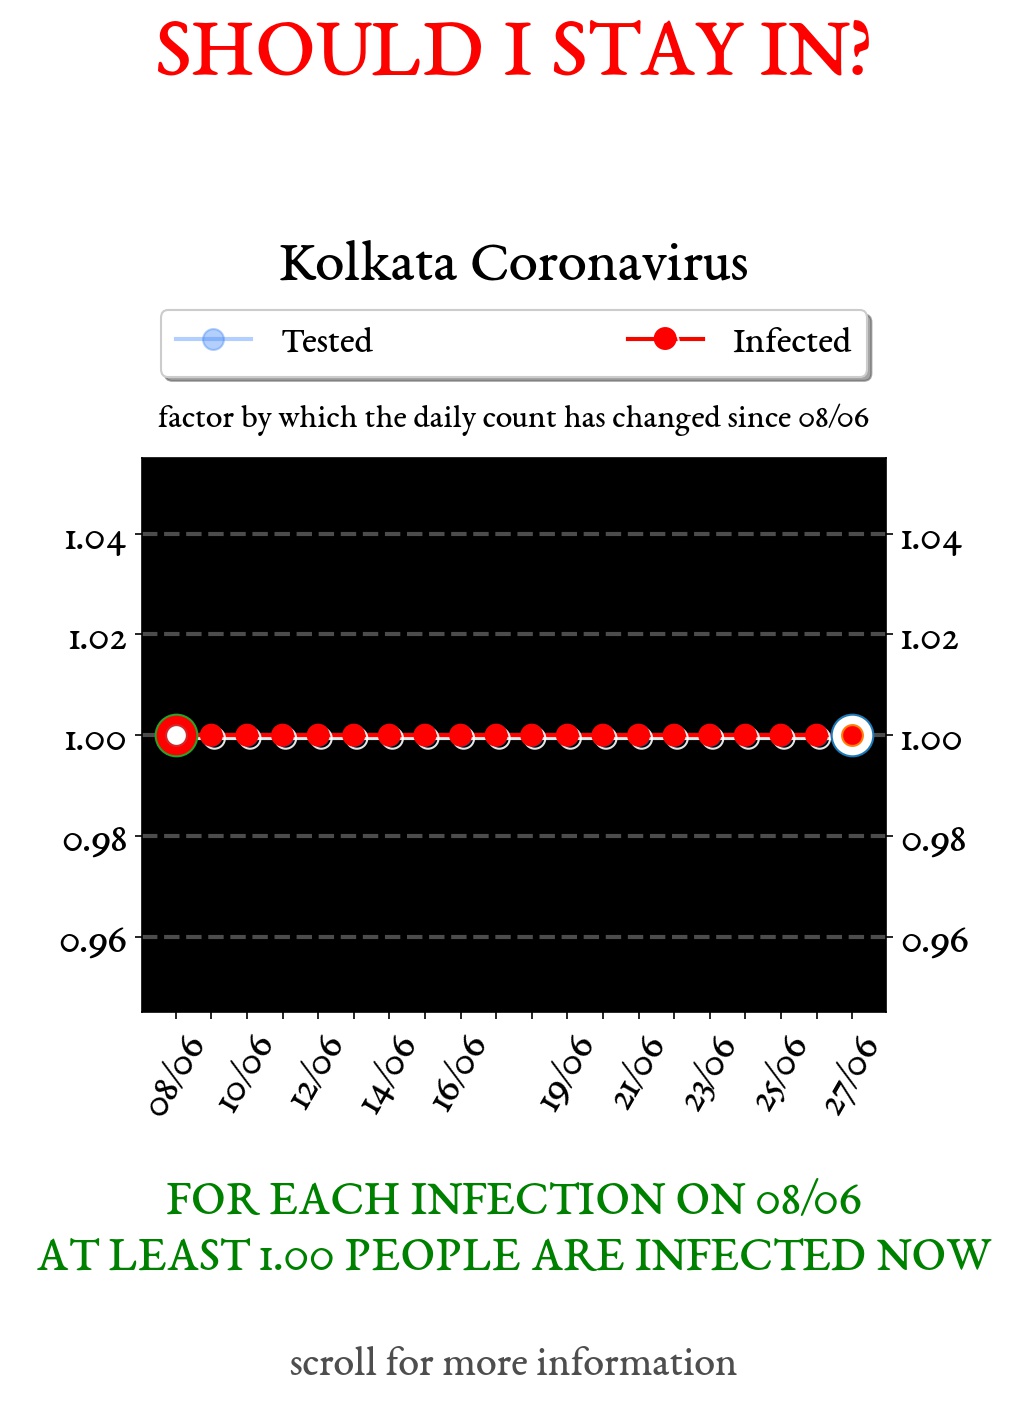 SHOULD I STAY IN?
Kolkata Coronavirus
Tested Infected
factor by which the daily count has changed since 08/06
1.04 1.04
1.02 1.02
1.00 1.00
0.98 0.98
0.96 0.96
08/06 10/06 12/06 14/06 16/06 19/06 21/06 23/06 25/06 27/06
FOR EACH INFECTION ON 08/06
AT LEAST 1.00 PEOPLE ARE INFECTED NOW
scroll for more information